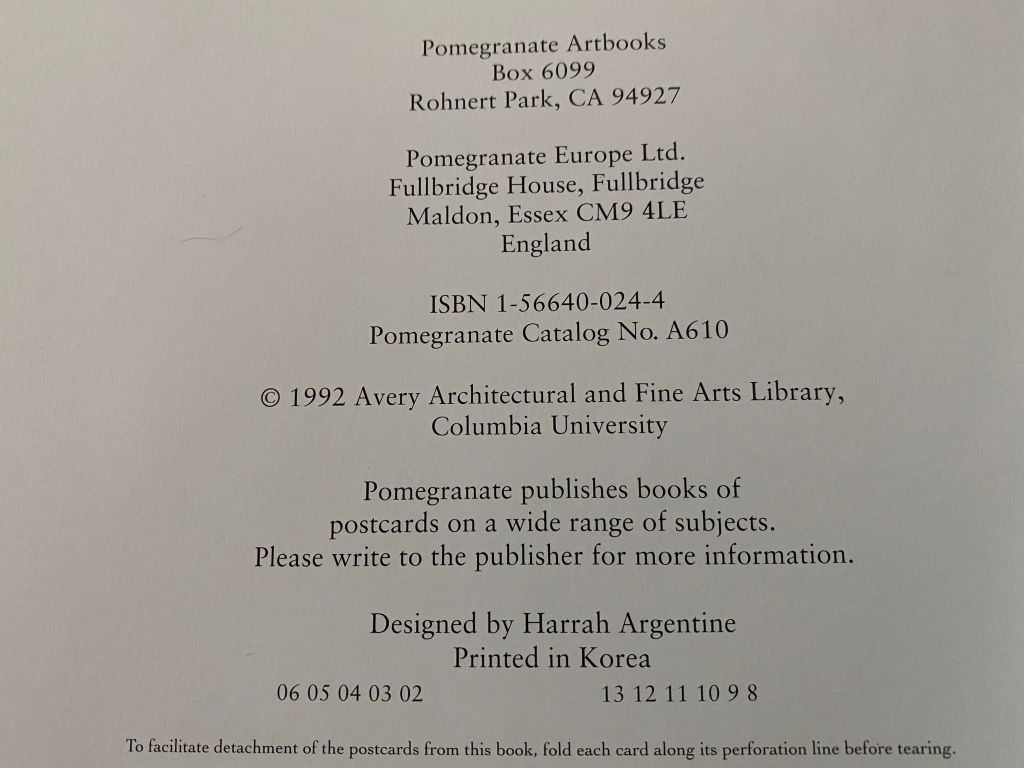 Pomegranate Artbooks
Box 6099
Rohnert Park, CA 94927
Pomegranate Europe Ltd.
Fullbridge House, Fullbridge
Maldon, Essex CM9 4LE
England
ISBN 1-56640-024-4
Pomegranate Catalog No. A610
© 1992 Avery Architectural and Fine Arts Library,
Columbia University
Pomegranate publishes books of
postcards on a wide range of subjects.
Please write to the publisher for more information.
Designed by Harrah Argentine
Printed in Korea
06 05 04 03 02 13 12 11 10 9 8
To facilitate detachment of the postcards from this book, fold each card along its perforation line before tearing.